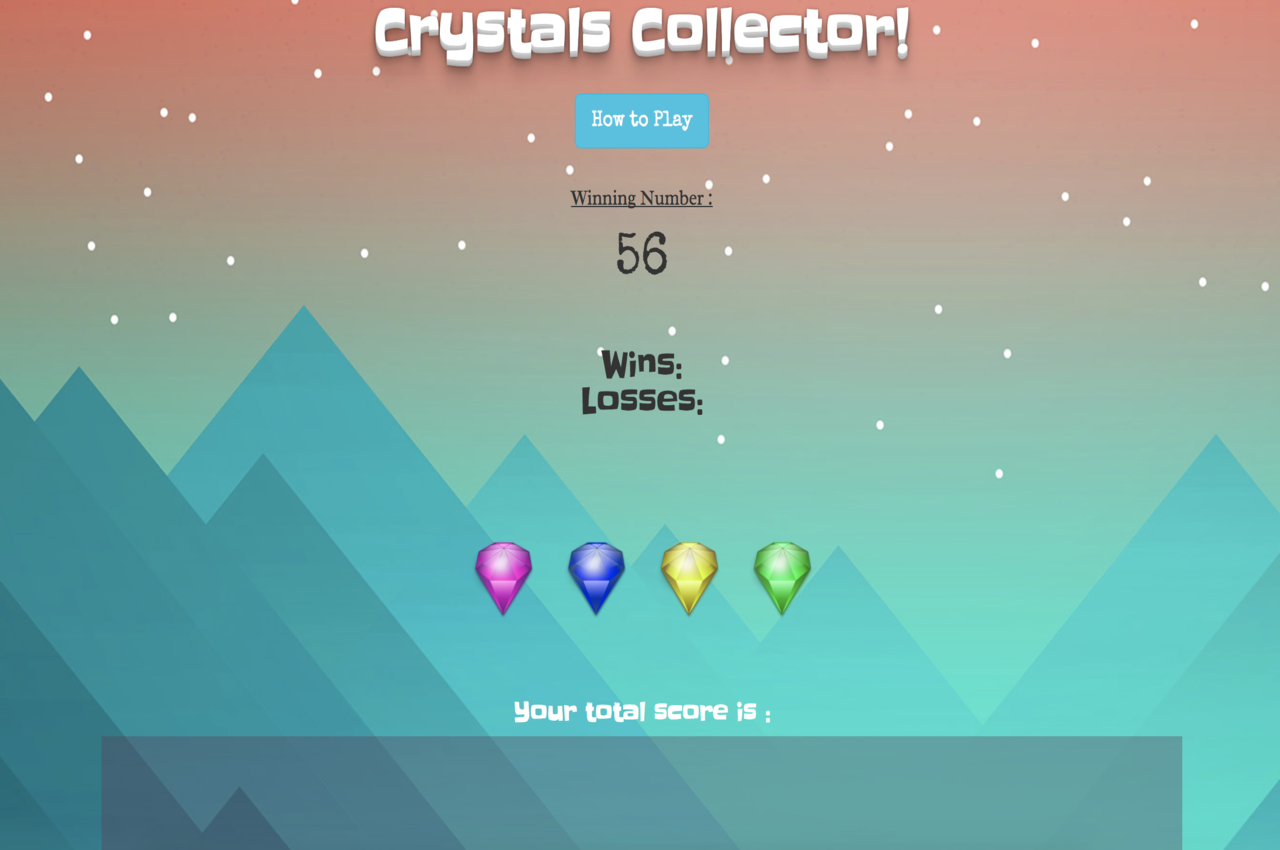 Crystals Collector!
How to Play
Winning Number :
56
Wins:
Losses:
Your total score is :